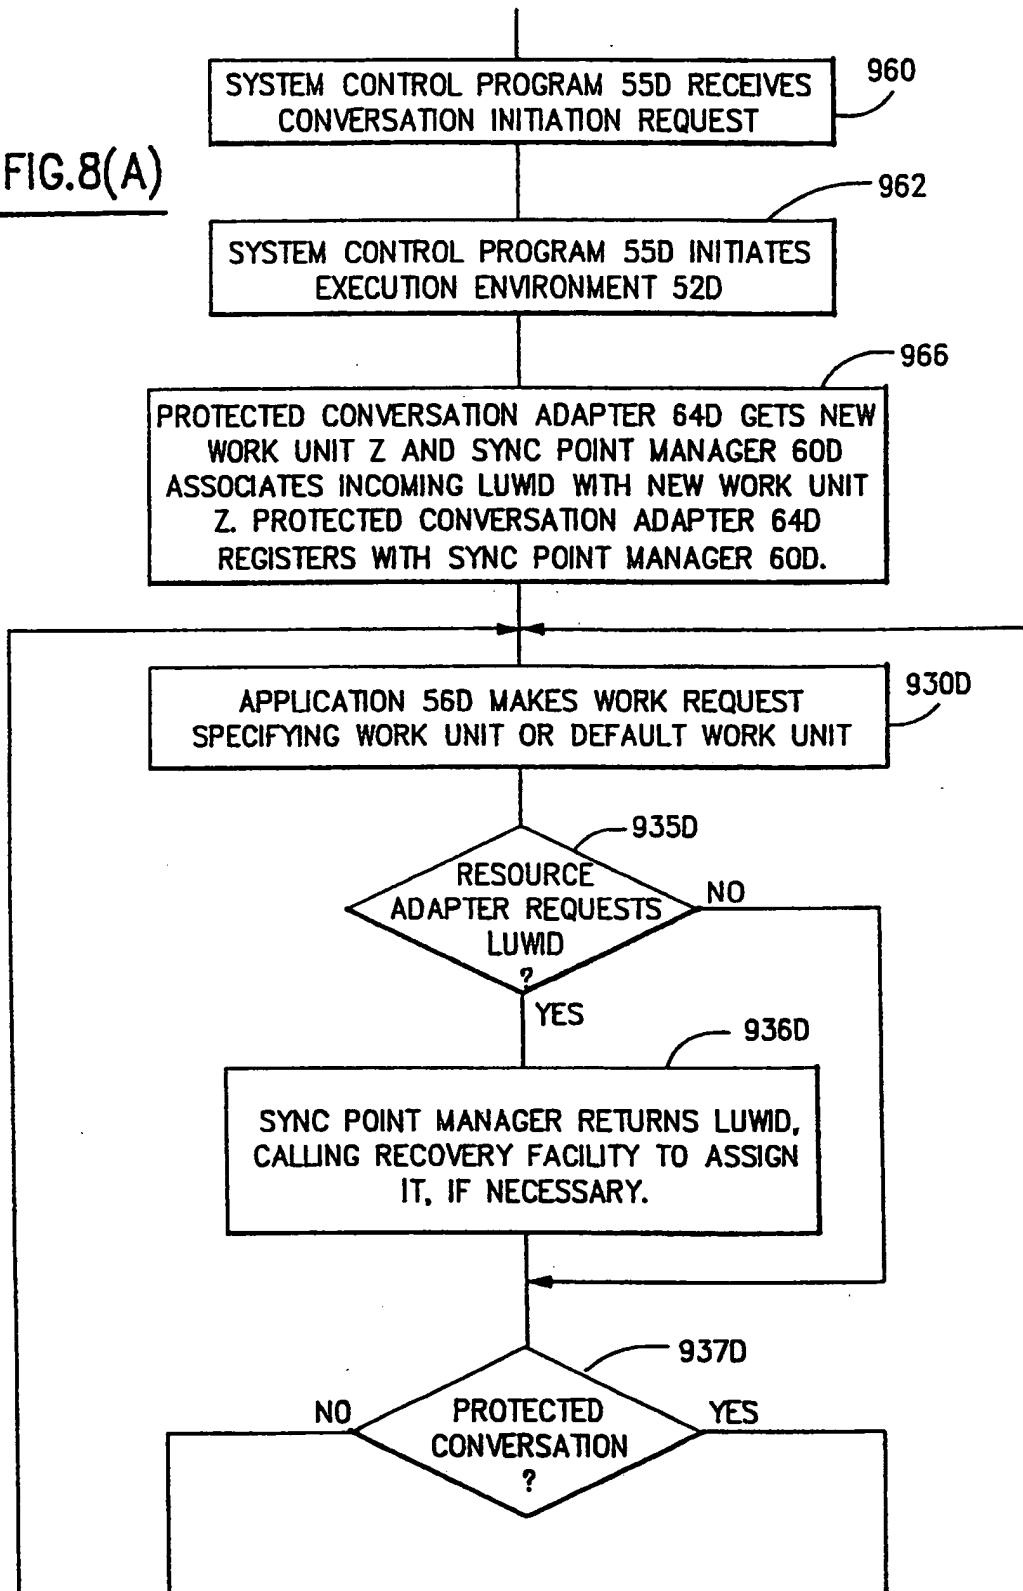 SYSTEM CONTROL PROGRAM 55D RECEIVES
CONVERSATION INITIATION REQUEST
960
FIG.8(A)
962
SYSTEM CONTROL PROGRAM 55D INITIATES
EXECUTION ENVIRONMENT 52D
966
PROTECTED CONVERSATION ADAPTER 64D GETS NEW
WORK UNIT Z AND SYNC POINT MANAGER 60D
ASSOCIATES INCOMING LUWID WITH NEW WORK UNIT
Z. PROTECTED CONVERSATION ADAPTER 64D
REGISTERS WITH SYNC POINT MANAGER 60D.
930D
APPLICATION 56D MAKES WORK REQUEST
SPECIFYING WORK UNIT OR DEFAULT WORK UNIT
935D
RESOURCE
ADAPTER REQUESTS
LUWID
?
NO
YES
936D
SYNC POINT MANAGER RETURNS LUWID,
CALLING RECOVERY FACILITY TO ASSIGN
IT, IF NECESSARY.
937D
NO
PROTECTED
CONVERSATION
?
YES